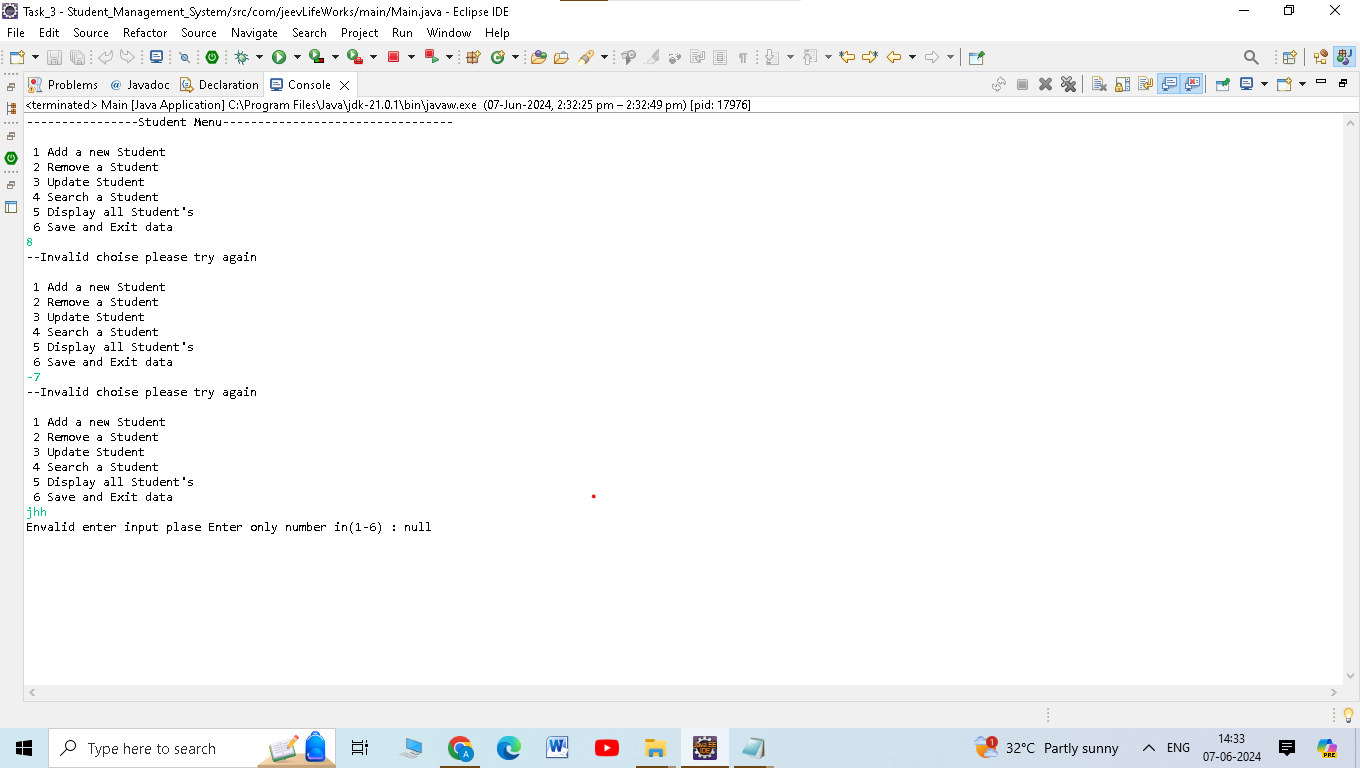 Task_3 - Student_Management_System/src/com/jeevLifeWorks/main/Main.java - Eclipse IDE
File Edit Source Refactor Source Navigate Search Project Run Window Help
Problems @ Javadoc Declaration Console
<terminated> Main [Java Application] C:\Program Files\Java\jdk-21.0.1\bin\javaw.exe (07-Jun-2024, 2:32:25 pm – 2:32:49 pm) [pid: 17976]
----------------Student Menu---------------------------------
1 Add a new Student
2 Remove a Student
3 Update Student
4 Search a Student
5 Display all Student's
6 Save and Exit data
8
--Invalid choise please try again
1 Add a new Student
2 Remove a Student
3 Update Student
4 Search a Student
5 Display all Student's
6 Save and Exit data
-7
--Invalid choise please try again
1 Add a new Student
2 Remove a Student
3 Update Student
4 Search a Student
5 Display all Student's
6 Save and Exit data
jhh
Envalid enter input plase Enter only number in(1-6) : null
Type here to search
32°C Partly sunny
ENG
14:33
07-06-2024